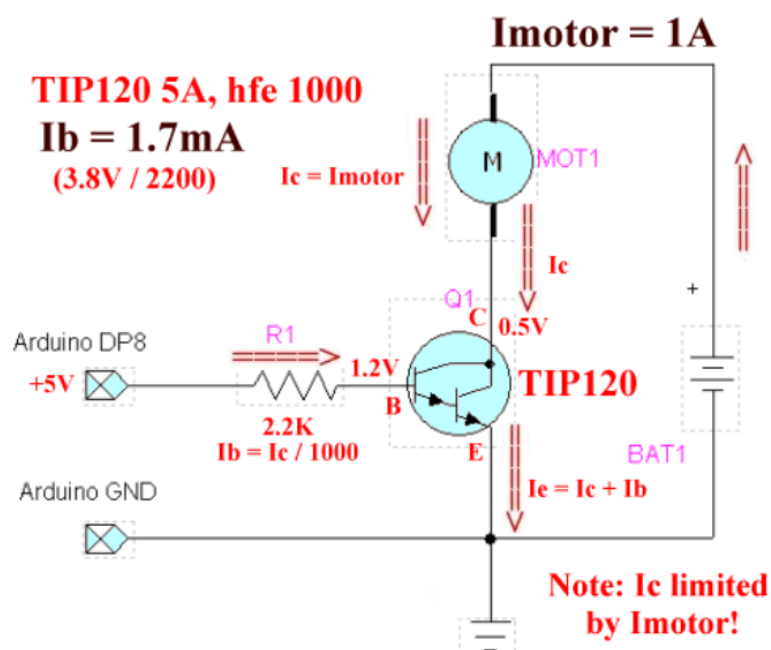 Imotor = 1A
TIP120 5A, hfe 1000
Ib = 1.7mA
(3.8V / 2200)
Ic = Imotor
M
MOT1
Ic
+
Q1
C
0.5V
Arduino DP8
R1
+5V
1.2V
B
TIP120
2.2K
Ib = Ic / 1000
E
BAT1
Arduino GND
Ie = Ic + Ib
Note: Ic limited
by Imotor!